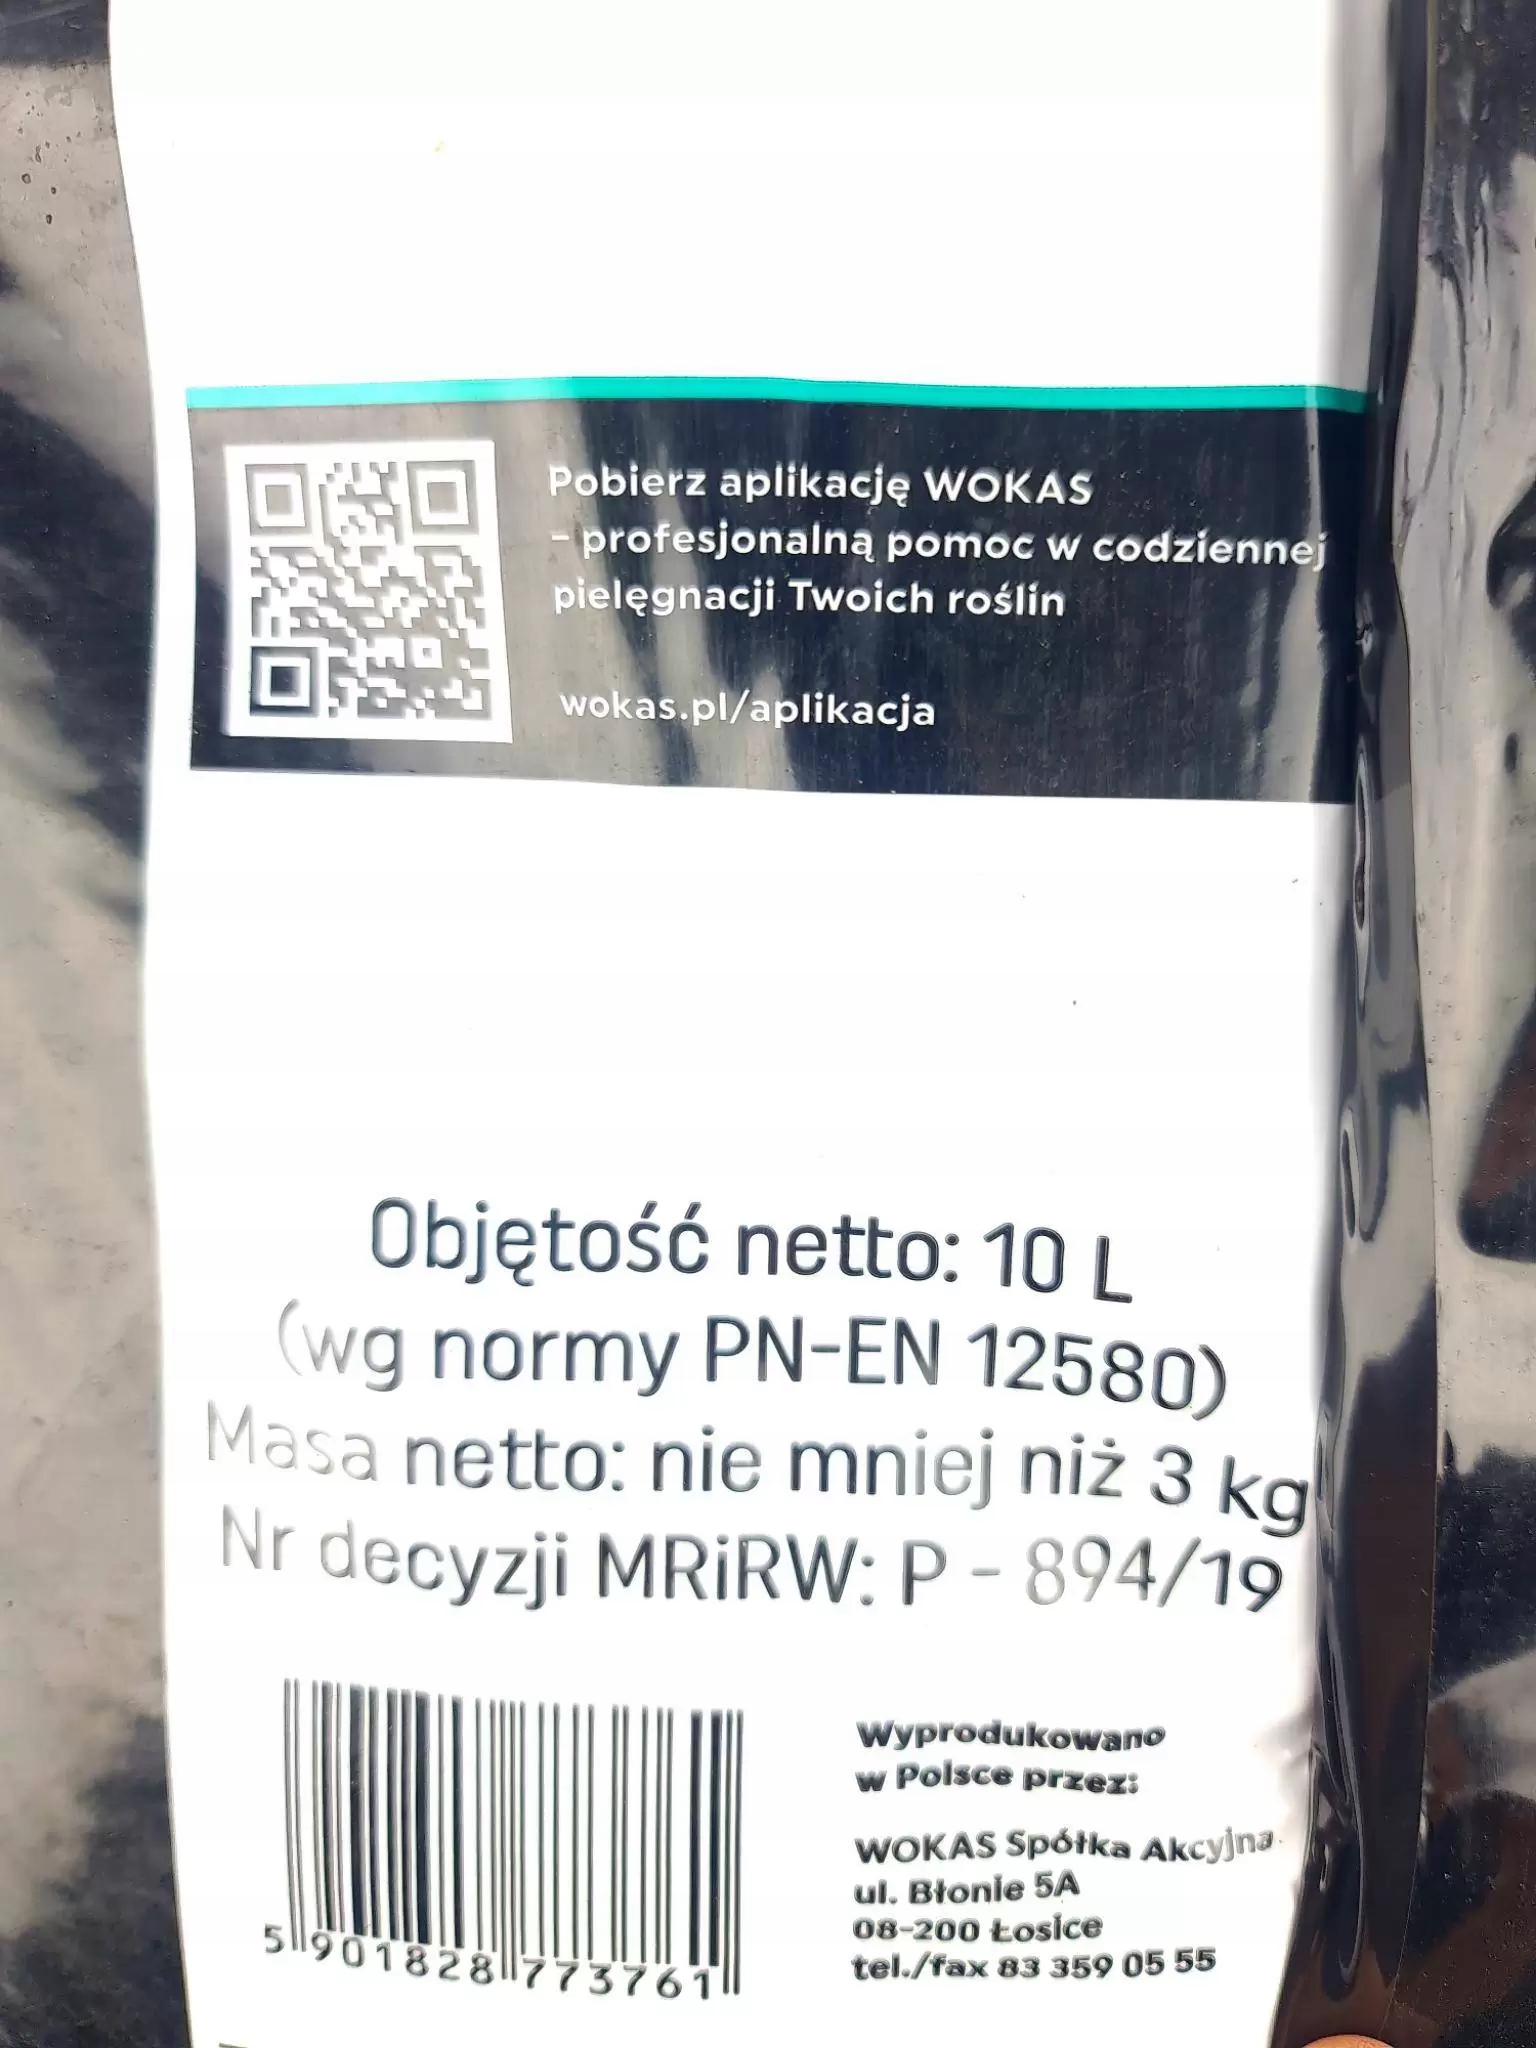 Pobierz aplikację WOKAS
– profesjonalną pomoc w codziennej
pielęgnacji Twoich roślin
wokas.pl/aplikacja
Objętość netto: 10 L
(wg normy PN-EN 12580)
Masa netto: nie mniej niż 3 kg
Nr decyzji MRiRW: P - 894/19
5 901828 773761
Wyprodukowano
w Polsce przez:
WOKAS Spółka Akcyjna
ul. Błonie 5A
08-200 Łosice
tel./fax 83 359 05 55